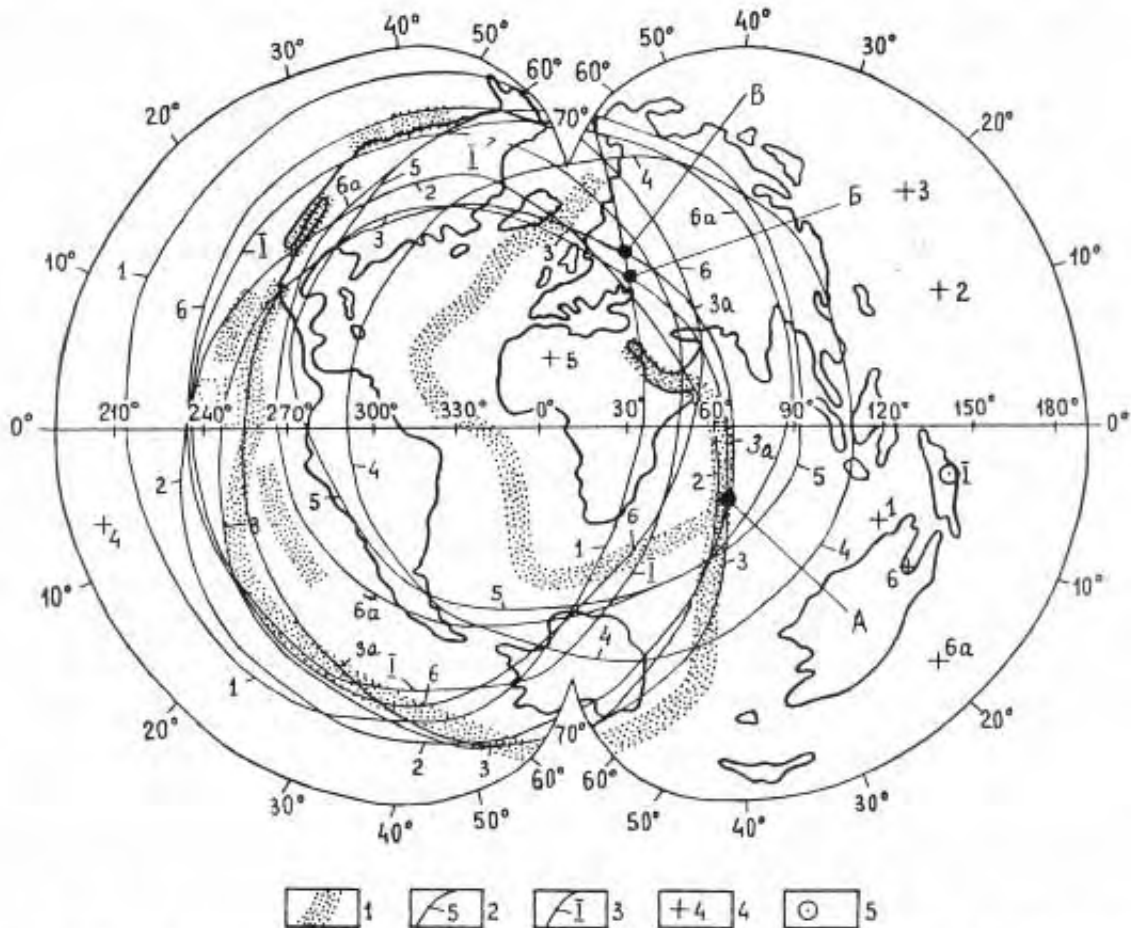 40° 50° 50° 40°
30° 60° 60° 30°
В
20° 70° 20°
Ī
5 4
6a 2 Б +3
6a
3 3
10° 1 Ī 6 10°
6 3a +2
+5
0° 210° 240° 270° 300° 330° 0° 30° 60° 90° 120° 150° 180° 0°
3a
4 5
2 2 Ī
5
+4 3 6 +1
1 Ī 3 4 6
10° 5 10°
6a 4 А
3a 6a
Ī 6
1
20° 70° 20°
2 3 60° 60°
30° 50° 50° 30°
40° 40°
1 5 2 Ī 3 +4 4 5